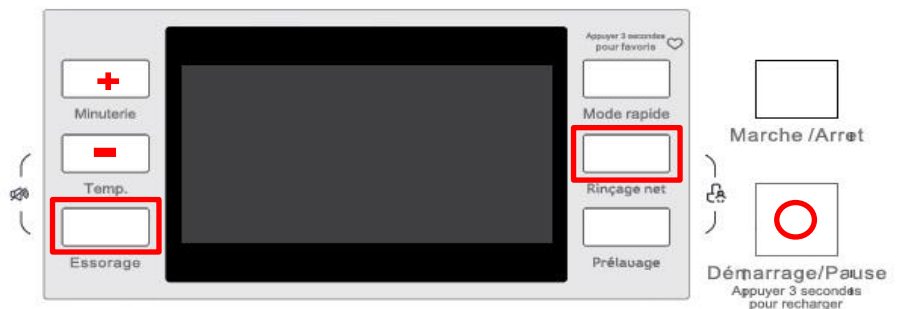 Appuyer 3 secondes
pour favoris
+
Minuterie
Mode rapide
Marche /Arret
-
Temp.
Rinçage net
Essorage
Prélavage
Démarrage/Pause
Appuyer 3 secondes
pour recharger